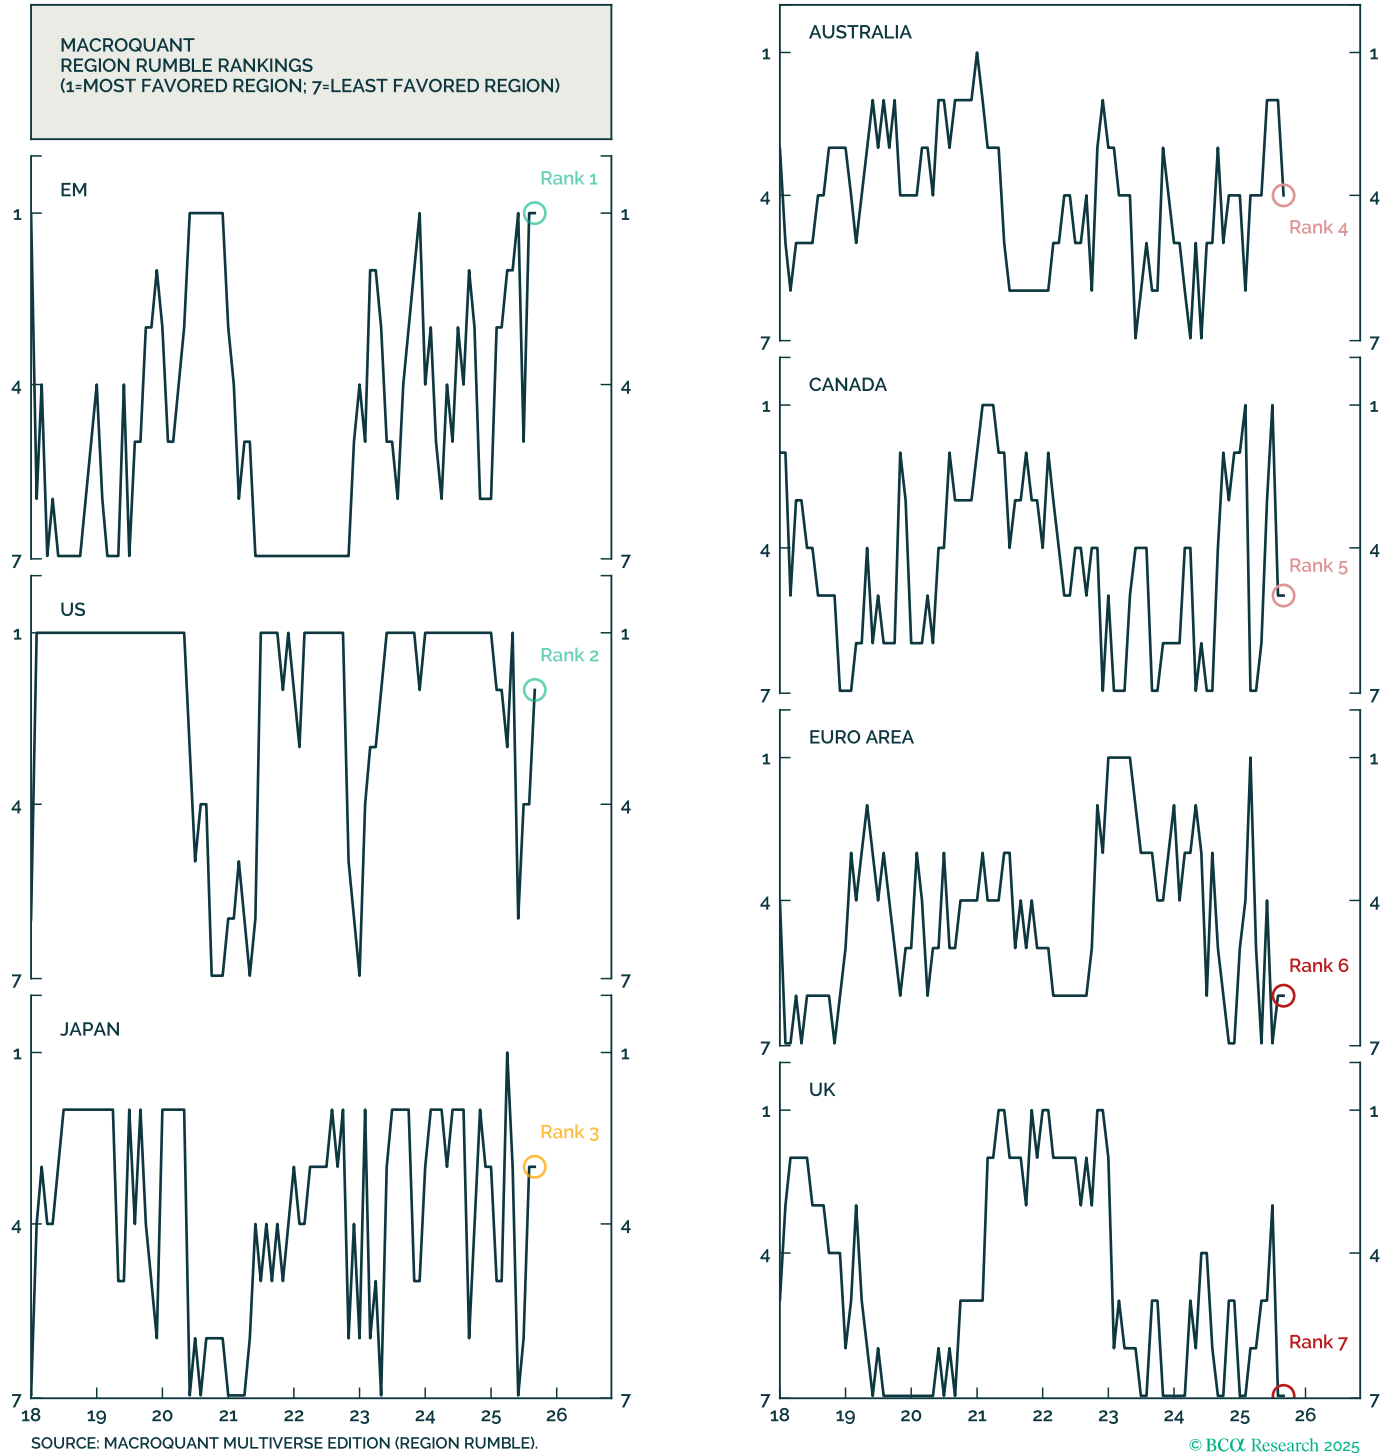 MACROQUANT
REGION RUMBLE RANKINGS
(1=MOST FAVORED REGION; 7=LEAST FAVORED REGION)
EM
Rank 1
1
1
4
4
7
7
US
Rank 2
1
1
4
4
7
7
JAPAN
Rank 3
1
1
4
4
7
7
18 19 20 21 22 23 24 25 26
AUSTRALIA
1
1
4
4
Rank 4
7
7
CANADA
1
1
4
4
Rank 5
7
7
EURO AREA
1
1
4
4
Rank 6
7
7
UK
1
1
4
4
Rank 7
7
7
18 19 20 21 22 23 24 25 26
SOURCE: MACROQUANT MULTIVERSE EDITION (REGION RUMBLE).
© BCα Research 2025